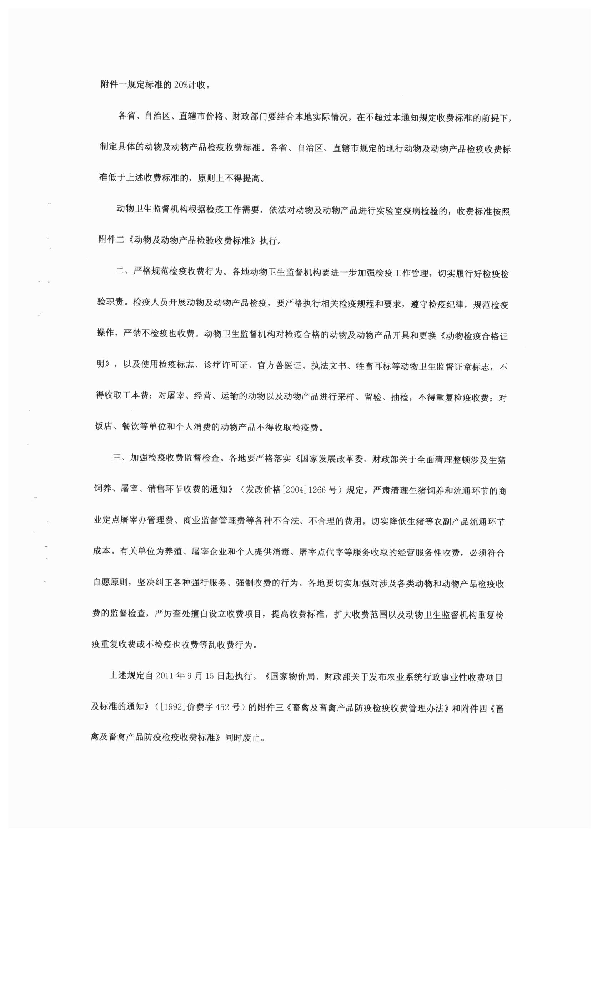 附件一规定标准的 20%计收。
各省、自治区、直辖市价格、财政部门要结合本地实际情况，在不超过本通知规定收费标准的前提下，
制定具体的动物及动物产品检疫收费标准。各省、自治区、直辖市规定的现行动物及动物产品检疫收费标
准低于上述收费标准的，原则上不得提高。
动物卫生监督机构根据检疫工作需要，依法对动物及动物产品进行实验室疫病检验的，收费标准按照
附件二《动物及动物产品检验收费标准》执行。
二、严格规范检疫收费行为。各地动物卫生监督机构要进一步加强检疫工作管理，切实履行好检疫检
验职责。检疫人员开展动物及动物产品检疫，要严格执行相关检疫规程和要求，遵守检疫纪律，规范检疫
操作，严禁不检疫也收费。动物卫生监督机构对检疫合格的动物及动物产品开具和更换《动物检疫合格证
明》，以及使用检疫标志、诊疗许可证、官方兽医证、执法文书、牲畜耳标等动物卫生监督证章标志，不
得收取工本费；对屠宰、经营、运输的动物以及动物产品进行采样、留验、抽检，不得重复检疫收费；对
饭店、餐饮等单位和个人消费的动物产品不得收取检疫费。
三、加强检疫收费监督检查。各地要严格落实《国家发展改革委、财政部关于全面清理整顿涉及生猪
饲养、屠宰、销售环节收费的通知》（发改价格[2004]1266 号）规定，严肃清理生猪饲养和流通环节的商
业定点屠宰办管理费、商业监督管理费等各种不合法、不合理的费用，切实降低生猪等农副产品流通环节
成本。有关单位为养殖、屠宰企业和个人提供消毒、屠宰点代宰等服务收取的经营服务性收费，必须符合
自愿原则，坚决纠正各种强行服务、强制收费的行为。各地要切实加强对涉及各类动物和动物产品检疫收
费的监督检查，严厉查处擅自设立收费项目，提高收费标准，扩大收费范围以及动物卫生监督机构重复检
疫重复收费或不检疫也收费等乱收费行为。
上述规定自 2011 年 9 月 15 日起执行。《国家物价局、财政部关于发布农业系统行政事业性收费项目
及标准的通知》（[1992]价费字 452 号）的附件三《畜禽及畜禽产品防疫检疫收费管理办法》和附件四《畜
禽及畜禽产品防疫检疫收费标准》同时废止。